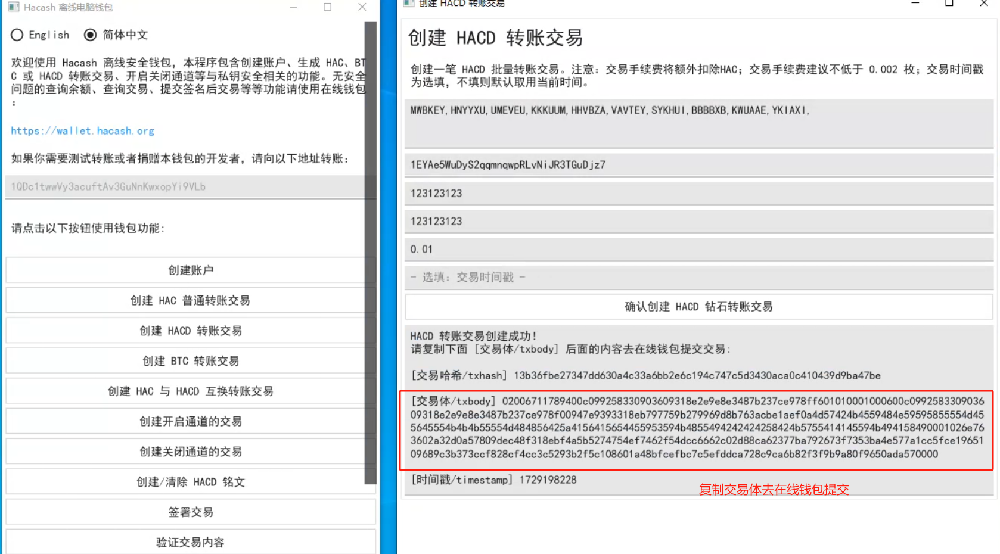 Hacash 离线电脑钱包
English 简体中文
欢迎使用 Hacash 离线安全钱包，本程序包含创建账户、生成 HAC、BT
C 或 HACD 转账交易、开启关闭通道等与私钥安全相关的功能。无安全
问题的查询余额、查询交易、提交签名后交易等等功能请使用在线钱包
：
https://wallet.hacash.org
如果你需要测试转账或者捐赠本钱包的开发者，请向以下地址转账：
1QDc1twwVy3acuftAv3GuNnKwxopYi9VLb
请点击以下按钮使用钱包功能：
创建账户
创建 HAC 普通转账交易
创建 HACD 转账交易
创建 BTC 转账交易
创建 HAC 与 HACD 互换转账交易
创建开启通道的交易
创建关闭通道的交易
创建/清除 HACD 铭文
签署交易
验证交易内容
创建 HACD 转账交易
创建 HACD 转账交易
创建一笔 HACD 批量转账交易。注意：交易手续费将额外扣除HAC；交易手续费建议不低于 0.002 枚；交易时间戳
为选填，不填则默认取用当前时间。
MWBKEY,HNYYXU,UMEVEU,KKKUUM,HHVBZA,VAVTEY,SYKHUI,BBBBXB,KWUAAE,YKIAXI,
1EYAe5WuDyS2qqmnqwpRLvNiJR3TGuDjz7
123123123
123123123
0.01
- 选填：交易时间戳 -
确认创建 HACD 钻石转账交易
HACD 转账交易创建成功！
请复制下面 [交易体/txbody] 后面的内容去在线钱包提交交易：
[交易哈希/txhash] 13b36fbe27347dd630a4c33a6bb2e6c194c747c5d3430aca0c410439d9ba47be
[交易体/txbody] 02006711789400c099258330903609318e2e9e8e3487b237ce978ff601010001000600c0992583309036
09318e2e9e8e3487b237ce978f00947e9393318eb797759b279969d8b763acbe1aef0a4d57424b4559484e59595855554d45
5645554b4b4b55554d484856425a4156415654455953594b4855494242424258424b5755414145594b494158490001026e76
3602a32d0a57809dec48f318ebf4a5b5274754ef7462f54dcc6662c02d88ca62377ba792673f7353ba4e577a1cc5fce1965
109689c3b373ccf828cf4cc3c5293b2f5c108601a48bfcefbc7c5efddca728c9ca6b82f3f9b9a80f9650ada570000
[时间戳/timestamp] 1729198228
复制交易体去在线钱包提交